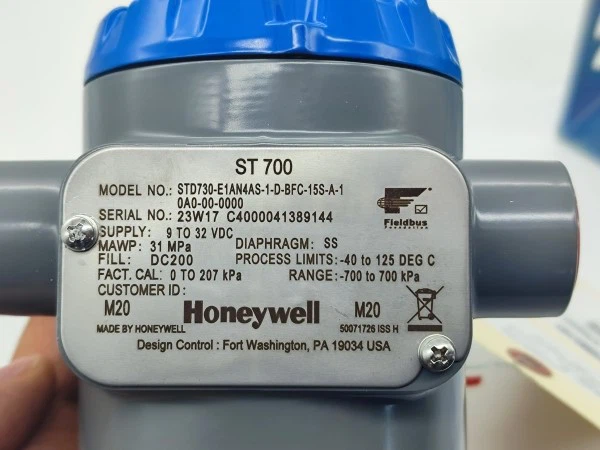 ST 700
MODEL NO.: STD730-E1AN4AS-1-D-BFC-15S-A-1
0A0-00-0000
SERIAL NO.: 23W17 C4000041389144
SUPPLY: 9 TO 32 VDC
MAWP: 31 MPa DIAPHRAGM: SS
FILL: DC200 PROCESS LIMITS: -40 to 125 DEG C
FACT. CAL: 0 TO 207 kPa RANGE: -700 to 700 kPa
CUSTOMER ID :
Fieldbus
Foundation
M20 Honeywell M20
MADE BY HONEYWELL 50071726 ISS H
Design Control : Fort Washington, PA 19034 USA